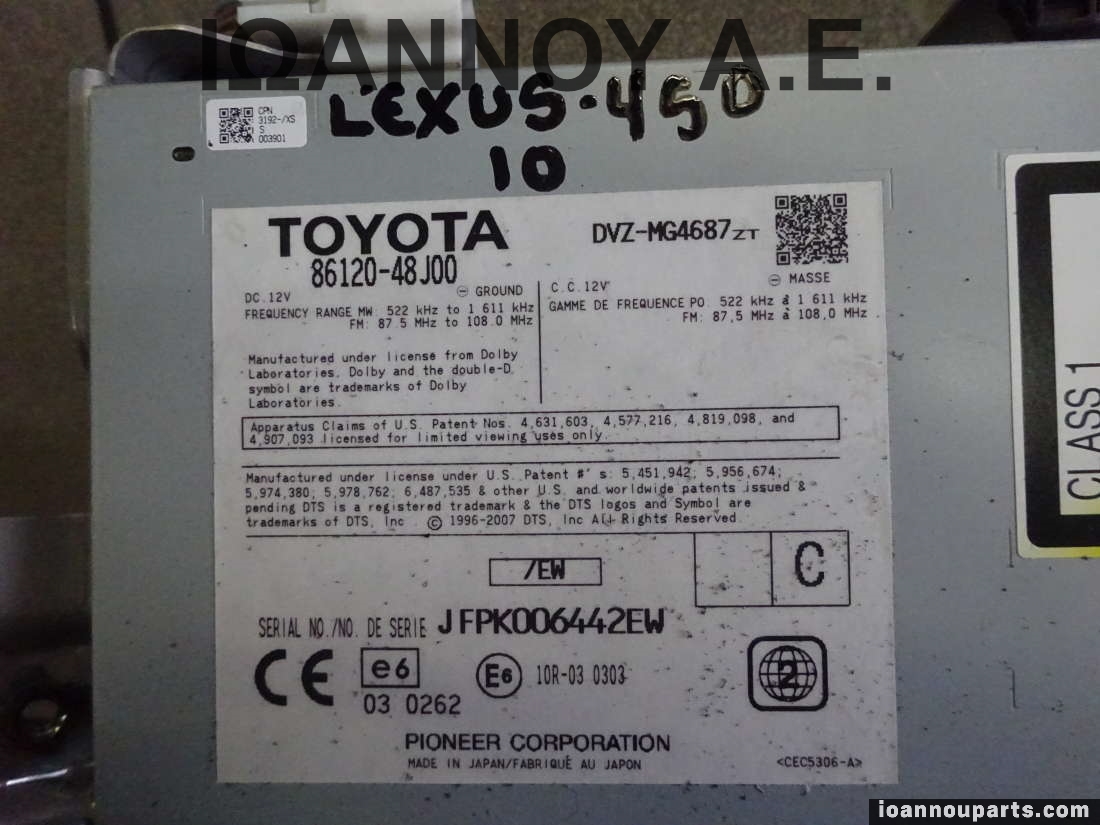 ΙΩΑΝΝΟΥ Α.Ε.
LEXUS-450
10
CPN
3192-/XS
S
003901
TOYOTA
86120-48J00
DVZ-MG4687ZT
DC.12V ⊖ GROUND
FREQUENCY RANGE MW: 522 kHz to 1 611 kHz
FM: 87.5 MHz to 108.0 MHz
C.C.12V ⊖ MASSE
GAMME DE FREQUENCE PO: 522 kHz à 1 611 kHz
FM: 87,5 MHz à 108,0 MHz
Manufactured under license from Dolby
Laboratories. Dolby and the double-D
symbol are trademarks of Dolby
Laboratories.
Apparatus Claims of U.S. Patent Nos. 4,631,603, 4,577,216, 4,819,098, and
4,907,093 licensed for limited viewing uses only.
Manufactured under license under U.S. Patent #' s: 5,451,942; 5,956,674;
5,974,380; 5,978,762; 6,487,535 & other U.S. and worldwide patents issued &
pending DTS is a registered trademark & the DTS logos and Symbol are
trademarks of DTS, Inc. © 1996-2007 DTS, Inc All Rights Reserved.
/EW
C
SERIAL NO./NO. DE SERIE JFPK006442EW
CE e6 E6 10R-03 0303 2
03 0262
PIONEER CORPORATION
MADE IN JAPAN/FABRIQUÉ AU JAPON
<CEC5306-A>
CLASS 1
ioannouparts.com